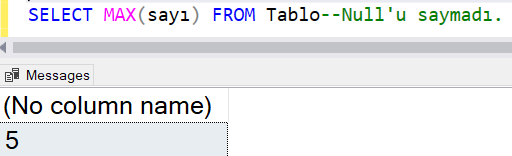 SELECT MAX(sayı) FROM Tablo--Null'u saymadı.
Messages
(No column name)
5